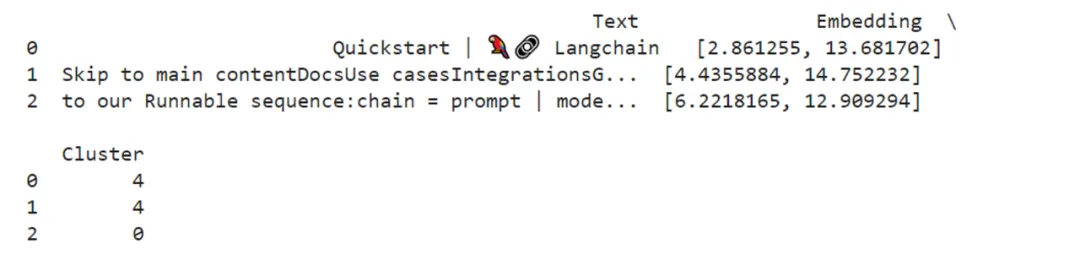 Text Embedding \
0 Quickstart | 🦜️🔗 Langchain [2.861255, 13.681702]
1 Skip to main contentDocsUse casesIntegrationsG... [4.4355884, 14.752232]
2 to our Runnable sequence:chain = prompt | mode... [6.2218165, 12.909294]
Cluster
0 4
1 4
2 0